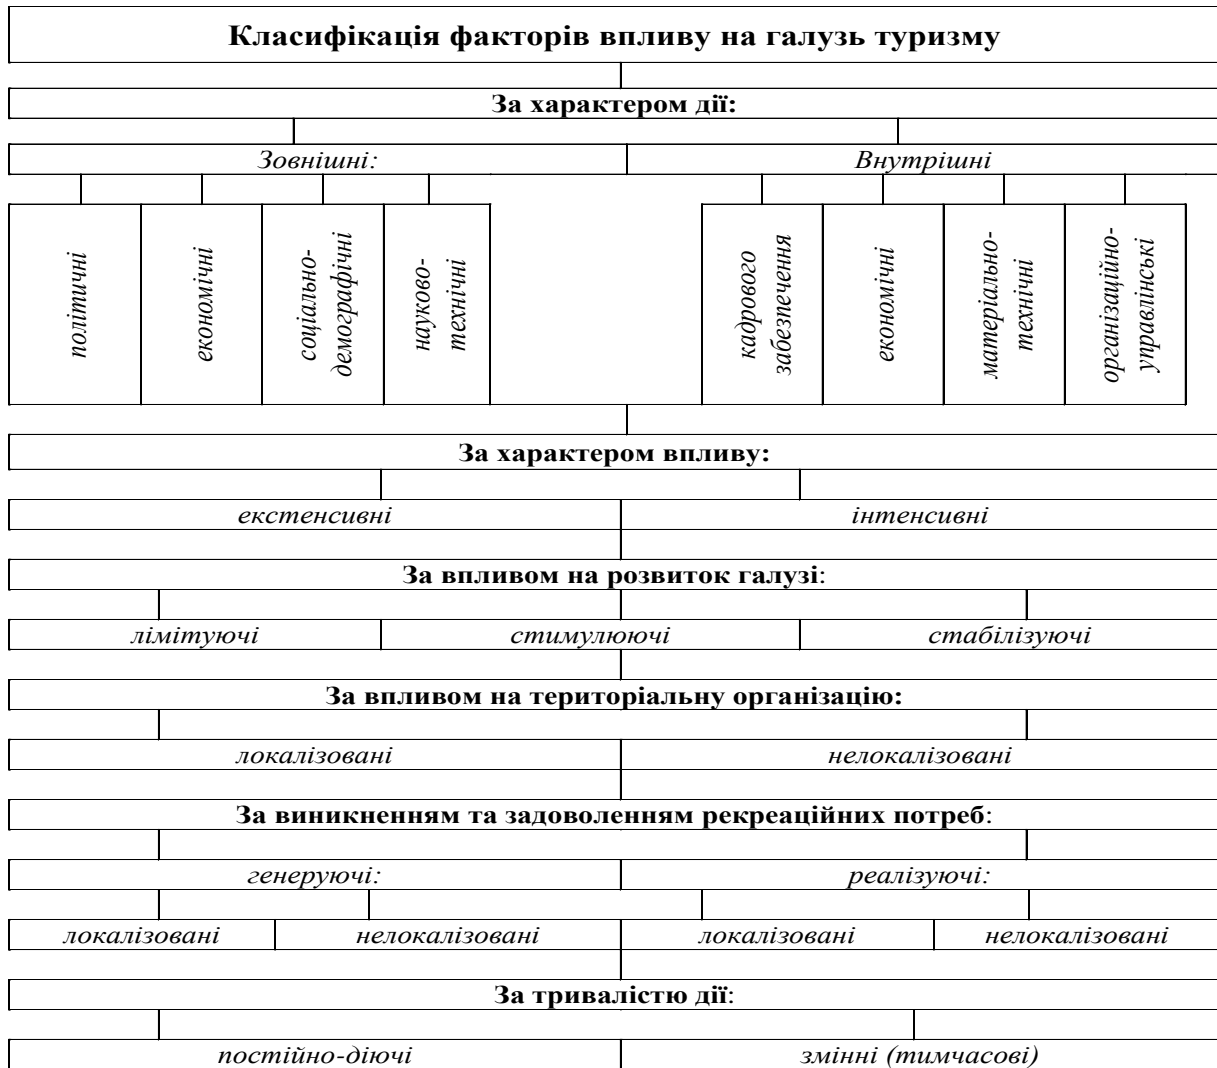 Класифікація факторів впливу на галузь туризму
За характером дії:
Зовнішні:
Внутрішні
політичні
економічні
соціально-
демографічні
науково-
технічні
кадрового
забезпечення
економічні
матеріально-
технічні
організаційно-
управлінські
За характером впливу:
екстенсивні
інтенсивні
За впливом на розвиток галузі:
лімітуючі
стимулюючі
стабілізуючі
За впливом на територіальну організацію:
локалізовані
нелокалізовані
За виникненням та задоволенням рекреаційних потреб:
генеруючі:
реалізуючі:
локалізовані
нелокалізовані
локалізовані
нелокалізовані
За тривалістю дії:
постійно-діючі
змінні (тимчасові)